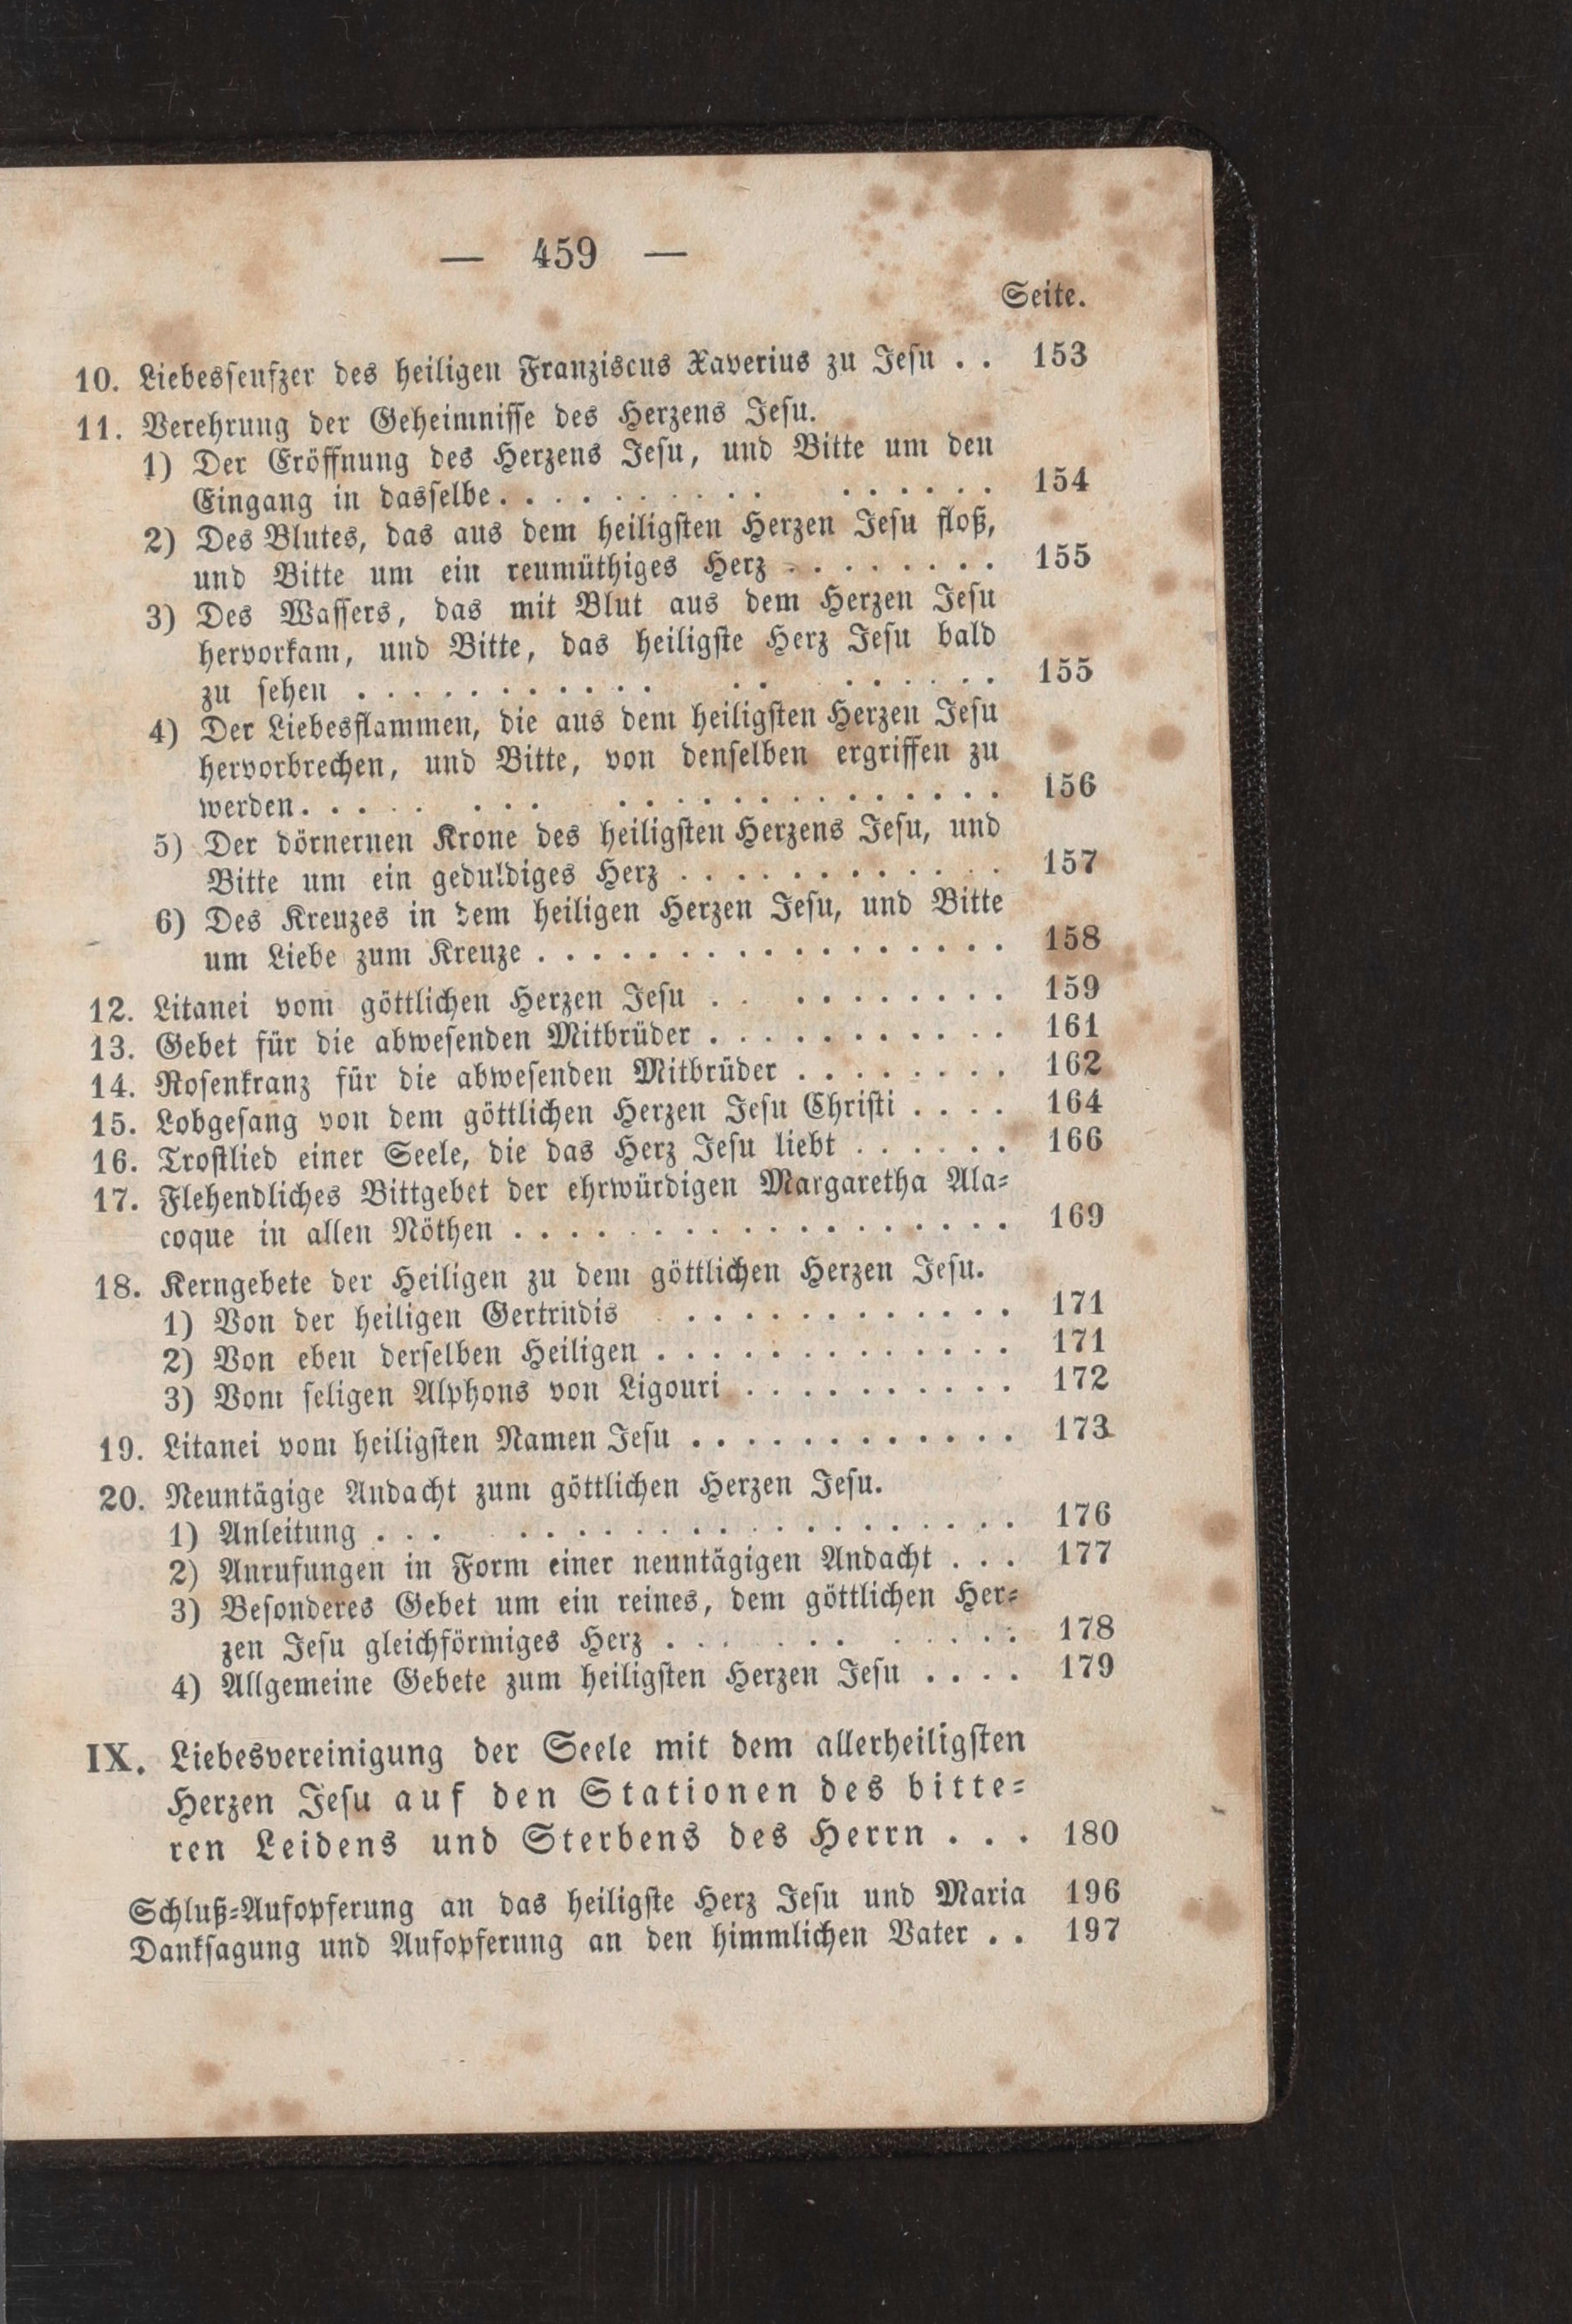 — 459 —
Seite.
10. Liebesseufzer des heiligen Franziscus Xaverius zu Jesu . . 153
11. Verehrung der Geheimnisse des Herzens Jesu.
1) Der Eröffnung des Herzens Jesu, und Bitte um den
Eingang in dasselbe. . . . . . . . . . . . . . . . 154
2) Des Blutes, das aus dem heiligsten Herzen Jesu floß,
und Bitte um ein reumüthiges Herz . . . . . . . . 155
3) Des Wassers, das mit Blut aus dem Herzen Jesu
hervorkam, und Bitte, das heiligste Herz Jesu bald
zu sehen . . . . . . . . . . . . . . . . . . . 155
4) Der Liebesflammen, die aus dem heiligsten Herzen Jesu
hervorbrechen, und Bitte, von denselben ergriffen zu
werden. . . . . . . . . . . . . . . . . . . . . . 156
5) Der dörnernen Krone des heiligsten Herzens Jesu, und
Bitte um ein geduldiges Herz . . . . . . . . . . . . 157
6) Des Kreuzes in dem heiligen Herzen Jesu, und Bitte
um Liebe zum Kreuze . . . . . . . . . . . . . . . . . 158
12. Litanei vom göttlichen Herzen Jesu . . . . . . . . . . 159
13. Gebet für die abwesenden Mitbrüder . . . . . . . . . . . 161
14. Rosenkranz für die abwesenden Mitbrüder . . . . . . . . 162
15. Lobgesang von dem göttlichen Herzen Jesu Christi . . . . 164
16. Trostlied einer Seele, die das Herz Jesu liebt . . . . . . 166
17. Flehendliches Bittgebet der ehrwürdigen Margaretha Ala-
coque in allen Nöthen . . . . . . . . . . . . . . . . . . 169
18. Kerngebete der Heiligen zu dem göttlichen Herzen Jesu.
1) Von der heiligen Gertrudis . . . . . . . . . . . . . 171
2) Von eben derselben Heiligen . . . . . . . . . . . . . 171
3) Vom seligen Alphons von Ligouri . . . . . . . . . . 172
19. Litanei vom heiligsten Namen Jesu . . . . . . . . . . . . 173
20. Neuntägige Andacht zum göttlichen Herzen Jesu.
1) Anleitung . . . . . . . . . . . . . . . . . . . . . 176
2) Anrufungen in Form einer neuntägigen Andacht . . . 177
3) Besonderes Gebet um ein reines, dem göttlichen Her-
zen Jesu gleichförmiges Herz . . . . . . . . . . . 178
4) Allgemeine Gebete zum heiligsten Herzen Jesu . . . . 179
IX. Liebesvereinigung der Seele mit dem allerheiligsten
Herzen Jesu auf den Stationen des bitte-
ren Leidens und Sterbens des Herrn . . . 180
Schluß-Aufopferung an das heiligste Herz Jesu und Maria 196
Danksagung und Aufopferung an den himmlichen Vater . . 197